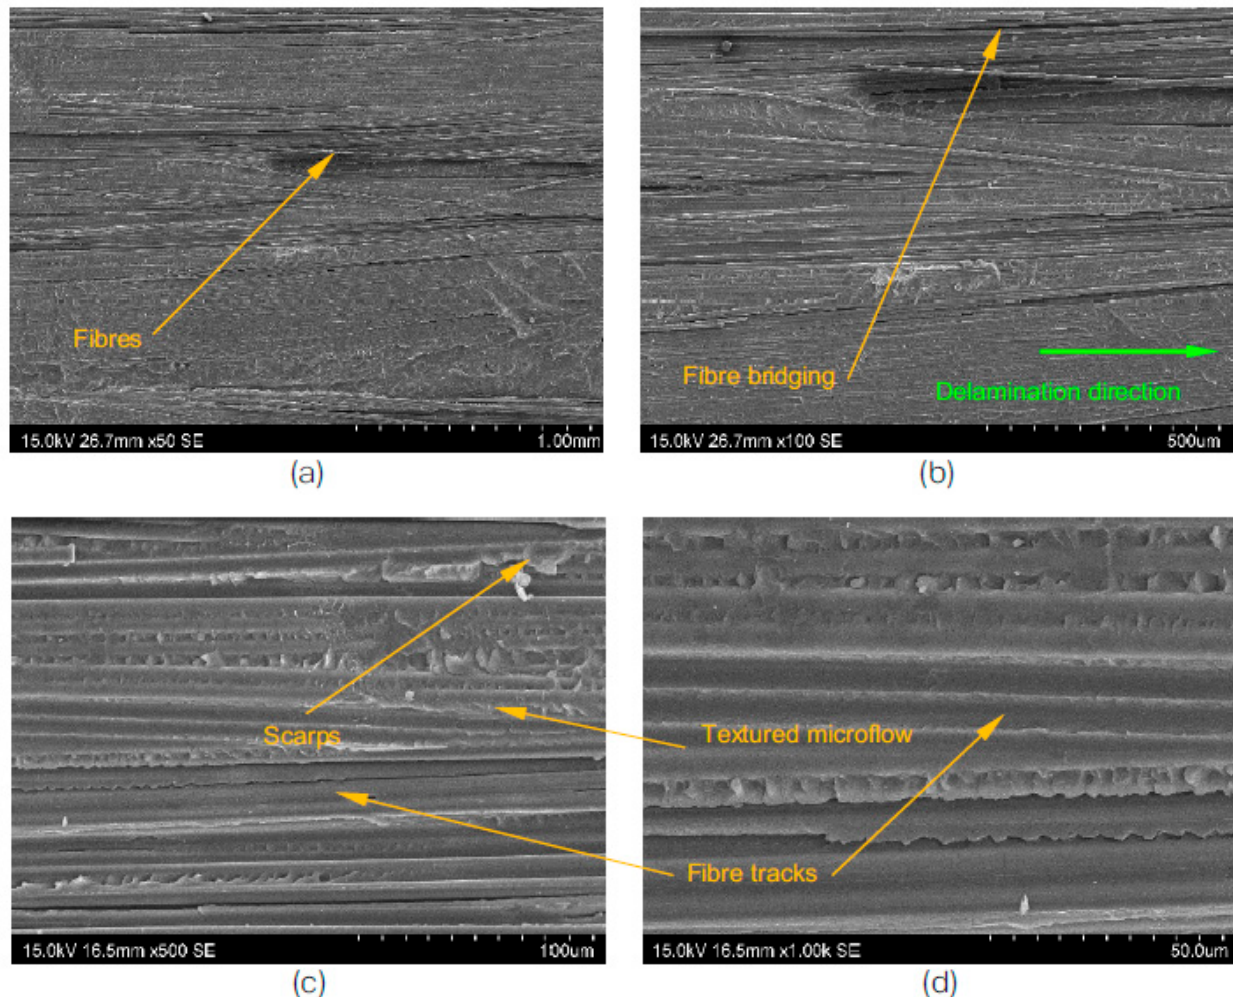 Fibres
15.0kV 26.7mm x50 SE 1.00mm
(a)
Fibre bridging
Delamination direction
15.0kV 26.7mm x100 SE 500um
(b)
Scarps
15.0kV 16.5mm x500 SE 100um
(c)
Textured microflow
Fibre tracks
15.0kV 16.5mm x1.00k SE 50.0um
(d)